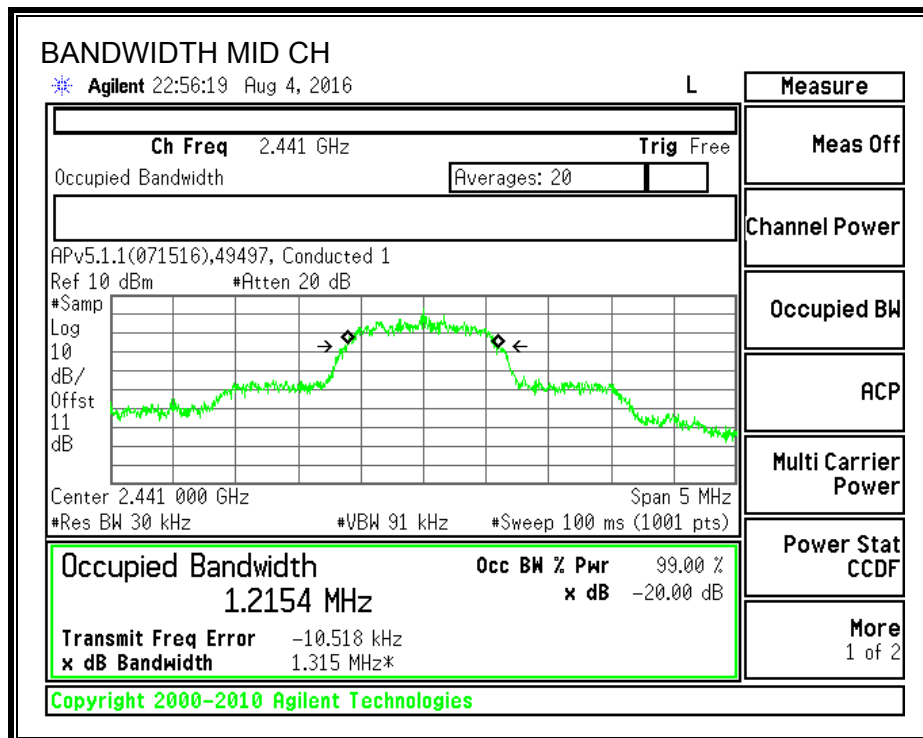 BANDWIDTH MID CH
Agilent 22:56:19 Aug 4, 2016 L
Measure
Ch Freq 2.441 GHz Trig Free
Meas Off
Occupied Bandwidth Averages: 20
Channel Power
APv5.1.1(071516),49497, Conducted 1
Ref 10 dBm #Atten 20 dB
#Samp
Log
10
dB/
Offst
11
dB
Occupied BW
ACP
Multi Carrier
Power
Center 2.441 000 GHz Span 5 MHz
#Res BW 30 kHz #VBW 91 kHz #Sweep 100 ms (1001 pts)
Power Stat
CCDF
Occupied Bandwidth Occ BW % Pwr 99.00 %
1.2154 MHz x dB -20.00 dB
Transmit Freq Error -10.518 kHz
x dB Bandwidth 1.315 MHz*
More
1 of 2
Copyright 2000-2010 Agilent Technologies